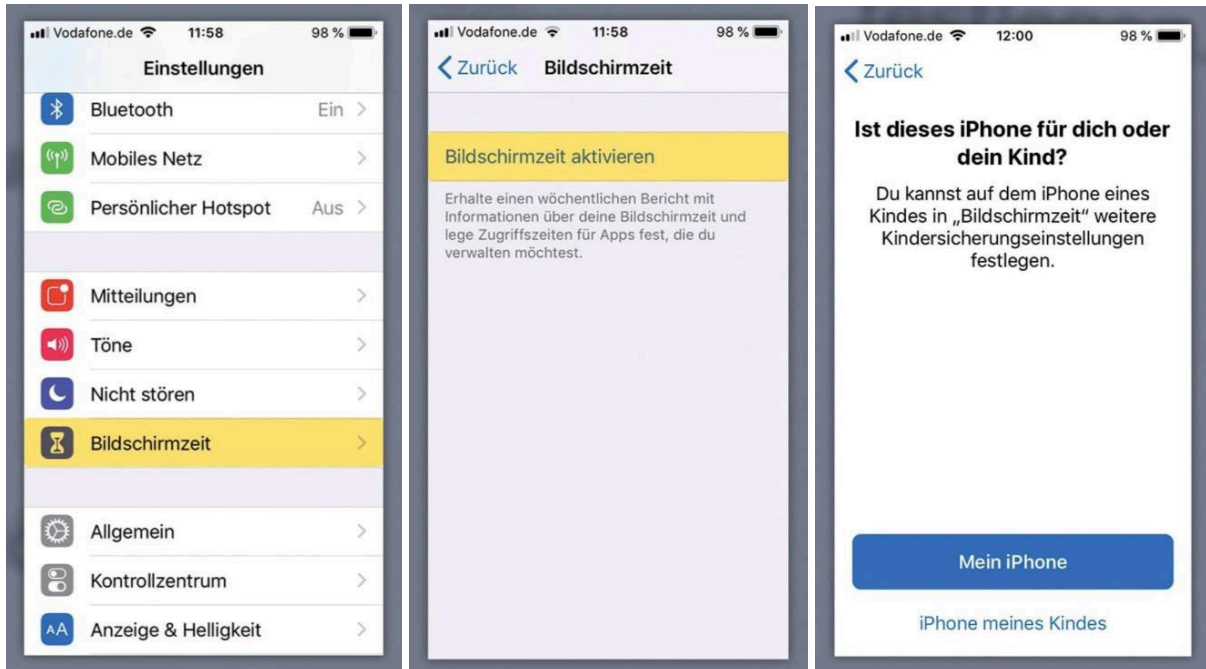 Vodafone.de 11:58 98 %
Einstellungen
Bluetooth Ein
Mobiles Netz
Persönlicher Hotspot Aus
Mitteilungen
Töne
Nicht stören
Bildschirmzeit
Allgemein
Kontrollzentrum
AA Anzeige & Helligkeit
Vodafone.de 11:58 98 %
Zurück Bildschirmzeit
Bildschirmzeit aktivieren
Erhalte einen wöchentlichen Bericht mit
Informationen über deine Bildschirmzeit und
lege Zugriffszeiten für Apps fest, die du
verwalten möchtest.
Vodafone.de 12:00 98 %
Zurück
Ist dieses iPhone für dich oder
dein Kind?
Du kannst auf dem iPhone eines
Kindes in „Bildschirmzeit“ weitere
Kindersicherungseinstellungen
festlegen.
Mein iPhone
iPhone meines Kindes